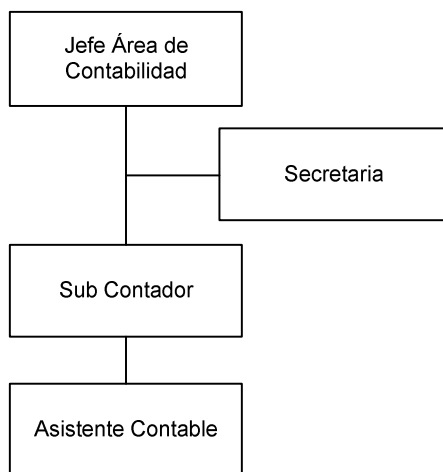 Jefe Área de
Contabilidad
Secretaria
Sub Contador
Asistente Contable